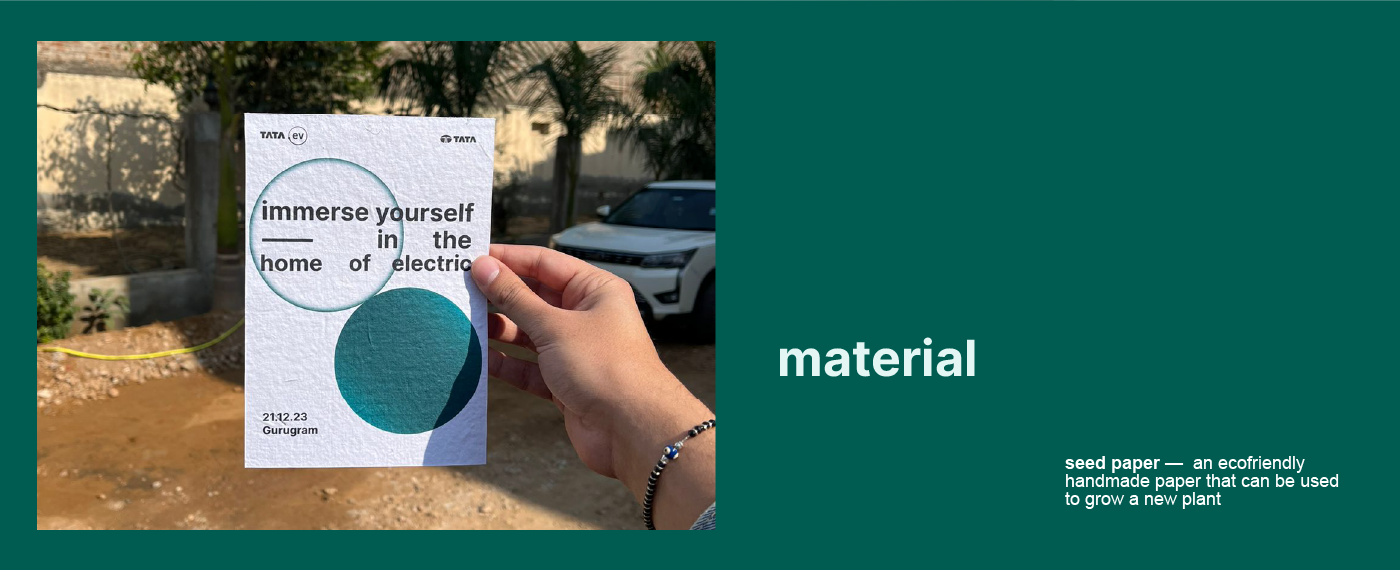 TATA .ev
TATA
immerse yourself
— in the
home of electric
21.12.23
Gurugram
material
seed paper — an ecofriendly
handmade paper that can be used
to grow a new plant